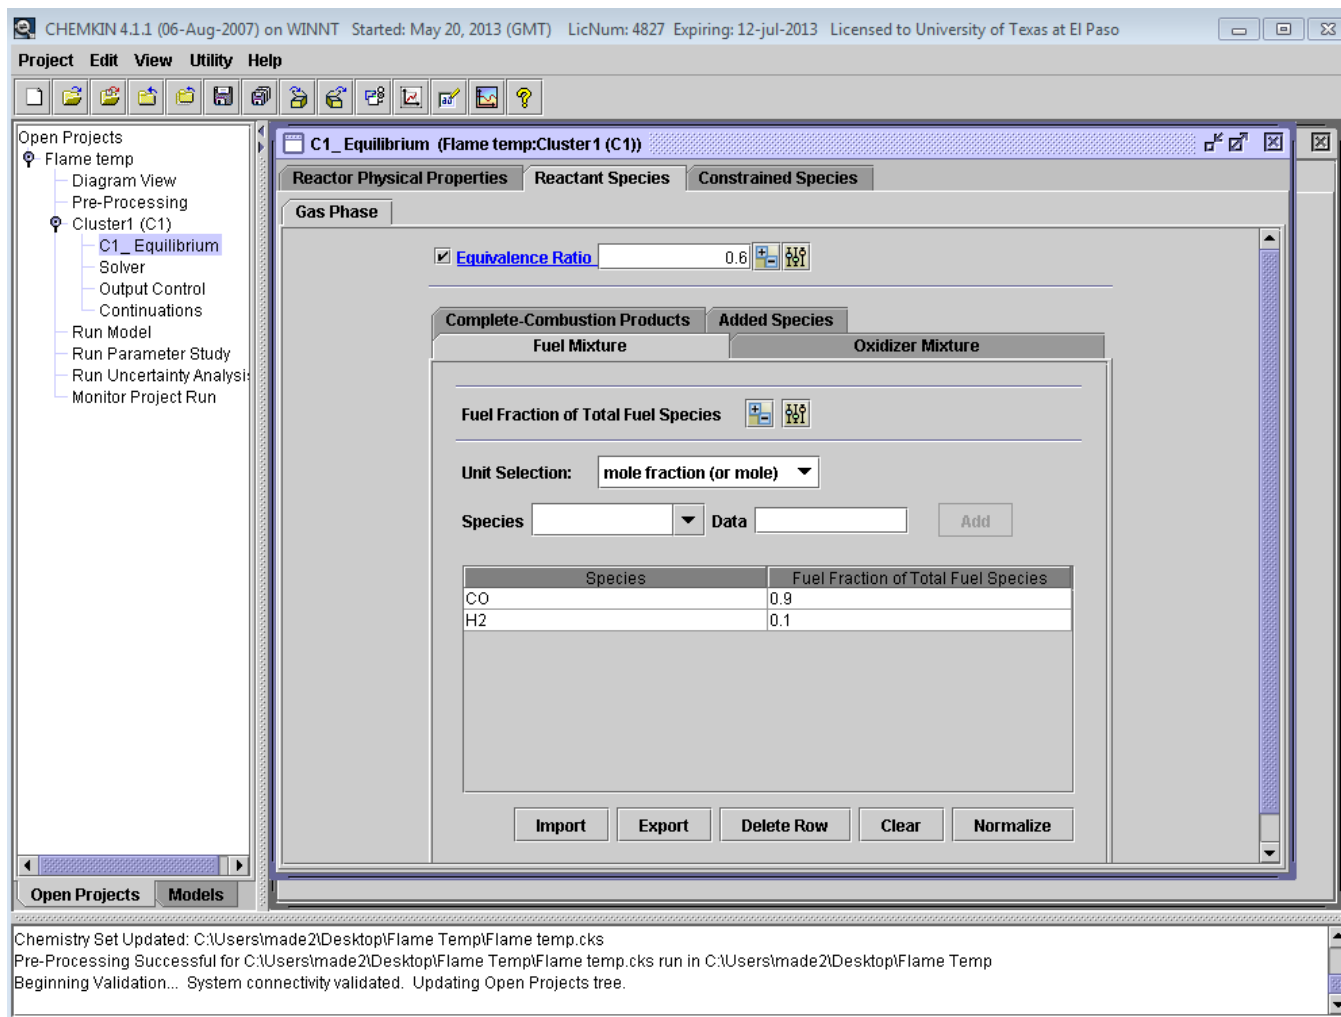 CHEMKIN 4.1.1 (06-Aug-2007) on WINNT Started: May 20, 2013 (GMT) LicNum: 4827 Expiring: 12-jul-2013 Licensed to University of Texas at El Paso
Project Edit View Utility Help
Open Projects
Flame temp
Diagram View
Pre-Processing
Cluster1 (C1)
C1_ Equilibrium
Solver
Output Control
Continuations
Run Model
Run Parameter Study
Run Uncertainty Analysis
Monitor Project Run
Open Projects Models
C1_ Equilibrium (Flame temp:Cluster1 (C1))
Reactor Physical Properties Reactant Species Constrained Species
Gas Phase
Equivalence Ratio 0.6
Complete-Combustion Products Added Species
Fuel Mixture Oxidizer Mixture
Fuel Fraction of Total Fuel Species
Unit Selection: mole fraction (or mole)
Species Data Add
Species Fuel Fraction of Total Fuel Species
CO 0.9
H2 0.1
Import Export Delete Row Clear Normalize
Chemistry Set Updated: C:\Users\made2\Desktop\Flame Temp\Flame temp.cks
Pre-Processing Successful for C:\Users\made2\Desktop\Flame Temp\Flame temp.cks run in C:\Users\made2\Desktop\Flame Temp
Beginning Validation... System connectivity validated. Updating Open Projects tree.